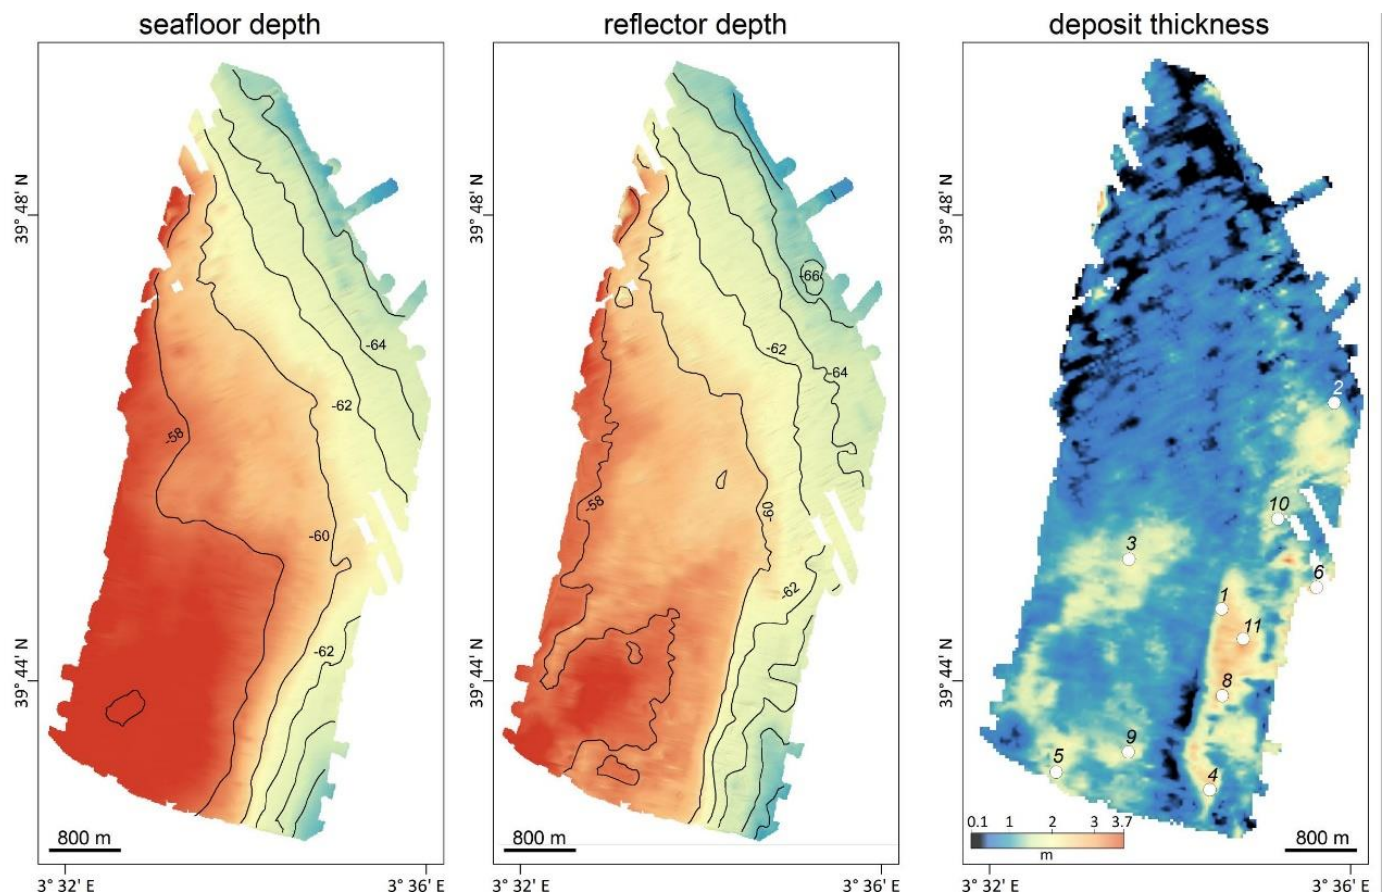 seafloor depth
39° 48' N
39° 44' N
-58
-60
-62
-64
-62
800 m
3° 32' E
3° 36' E
reflector depth
39° 48' N
39° 44' N
-66
-62
-64
-58
-60
-62
800 m
3° 32' E
3° 36' E
deposit thickness
39° 48' N
39° 44' N
2
10
3
6
1
11
8
9
5
4
0.1 1 2 3 3.7
m
800 m
3° 32' E
3° 36' E